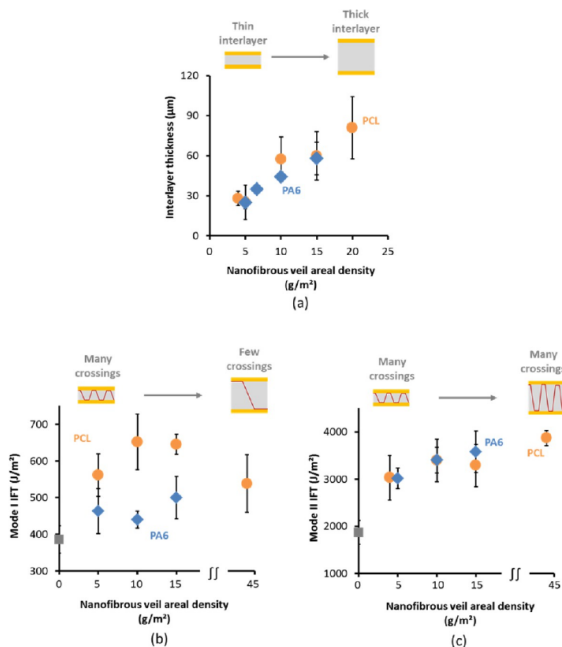 Thin
interlayer
Thick
interlayer
Interlayer thickness (µm)
120
90
60
30
0
PCL
PA6
0 5 10 15 20 25
Nanofibrous veil areal density
(g/m²)
(a)
Many
crossings
Few
crossings
Mode I IFT (J/m²)
700
600
500
400
300
PCL
PA6
0 5 10 15 ∫∫ 45
Nanofibrous veil areal density
(g/m²)
(b)
Many
crossings
Many
crossings
Mode II IFT (J/m²)
4000
3000
2000
1000
PA6
PCL
0 5 10 15 ∫∫ 45
Nanofibrous veil areal density
(g/m²)
(c)